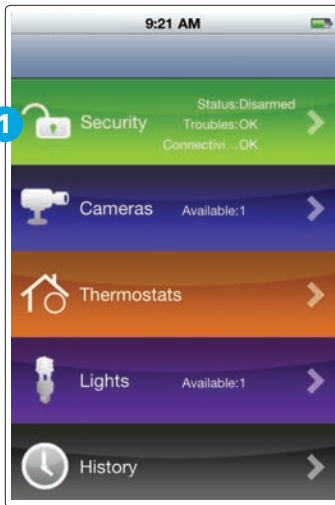 9:21 AM
1
Security
Status:Disarmed
Troubles:OK
Connectivi...OK
Cameras Available:1
Thermostats
Lights Available:1
History